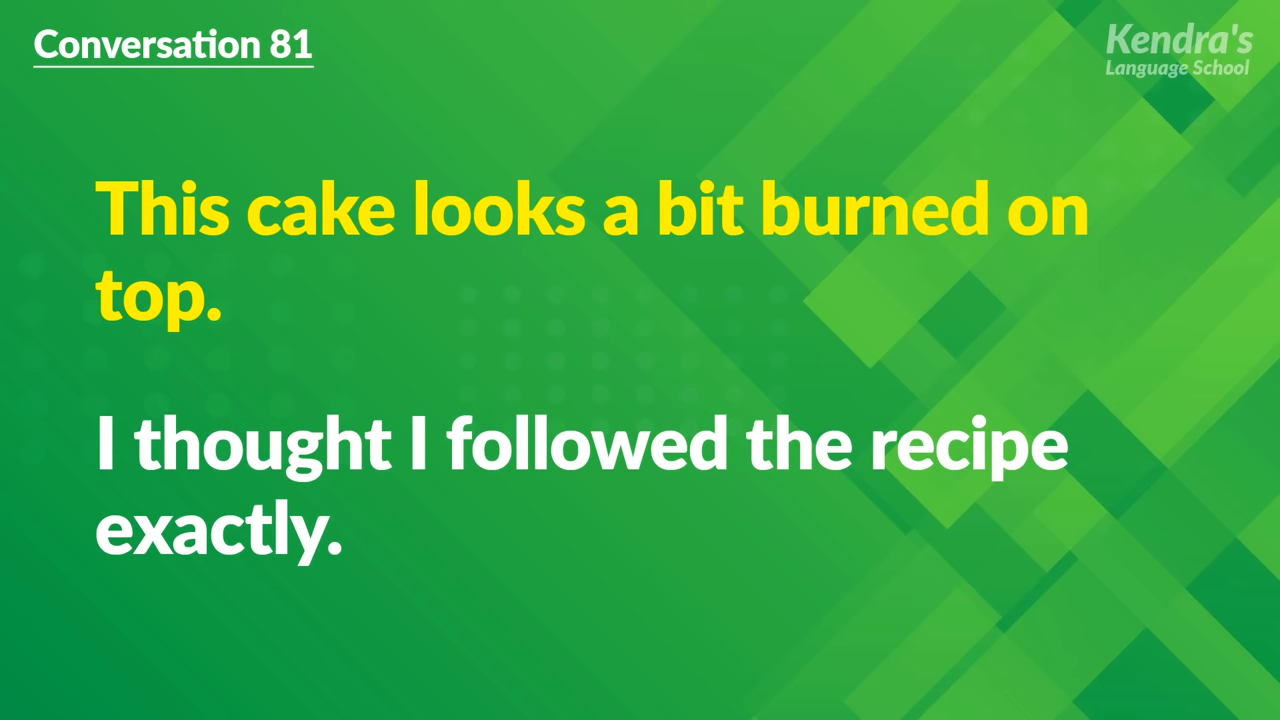 Conversation 81
Kendra's
Language School
This cake looks a bit burned on
top.
I thought I followed the recipe
exactly.